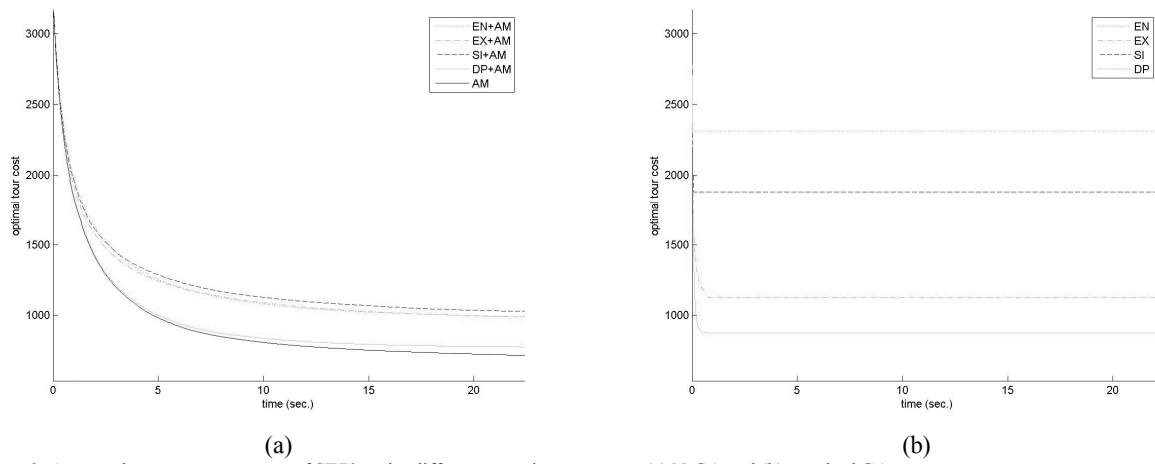 3000
2500
2000
1500
1000
optimal tour cost
0
5
10
15
20
time (sec.)
EN+AM
EX+AM
SI+AM
DP+AM
AM
(a)
3000
2500
2000
1500
1000
optimal tour cost
0
5
10
15
20
time (sec.)
EN
EX
SI
DP
(b)